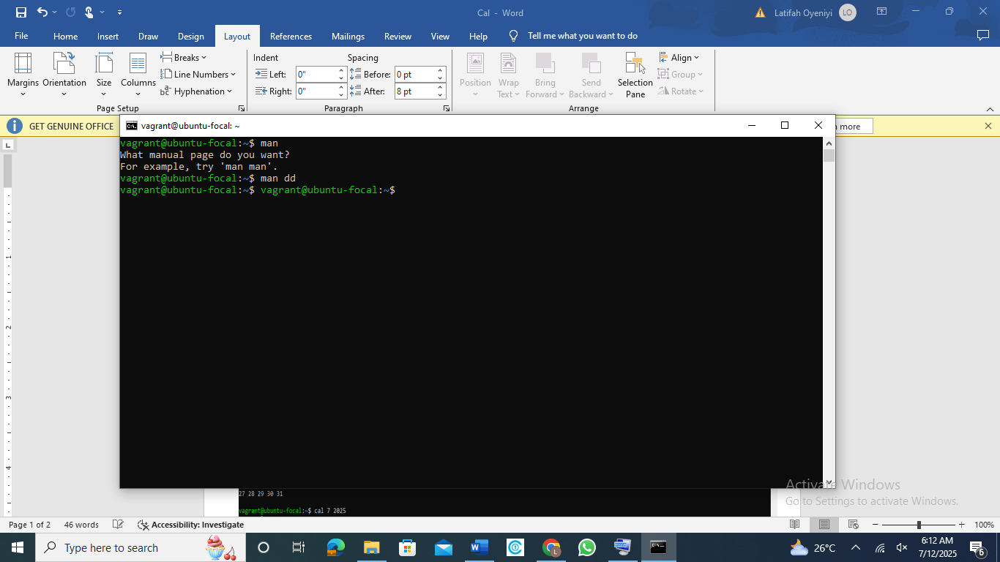 Cal - Word
Latifah Oyeniyi
LO
File Home Insert Draw Design Layout References Mailings Review View Help Tell me what you want to do
Margins
Orientation
Size
Columns
Breaks
Line Numbers
Hyphenation
Page Setup
Indent
Left: 0"
Right: 0"
Spacing
Before: 0 pt
After: 8 pt
Paragraph
Position
Wrap
Text
Bring
Forward
Send
Backward
Selection
Pane
Align
Group
Rotate
Arrange
GET GENUINE OFFICE
more
vagrant@ubuntu-focal: ~
vagrant@ubuntu-focal:~$ man
What manual page do you want?
For example, try 'man man'.
vagrant@ubuntu-focal:~$ man dd
vagrant@ubuntu-focal:~$ vagrant@ubuntu-focal:~$
1
2
3
4
27 28 29 30 31
vagrant@ubuntu-focal:~$ cal 7 2025
Activate Windows
Go to Settings to activate Windows.
Page 1 of 2 46 words Accessibility: Investigate 100%
Type here to search
26°C
6:12 AM
7/12/2025
6